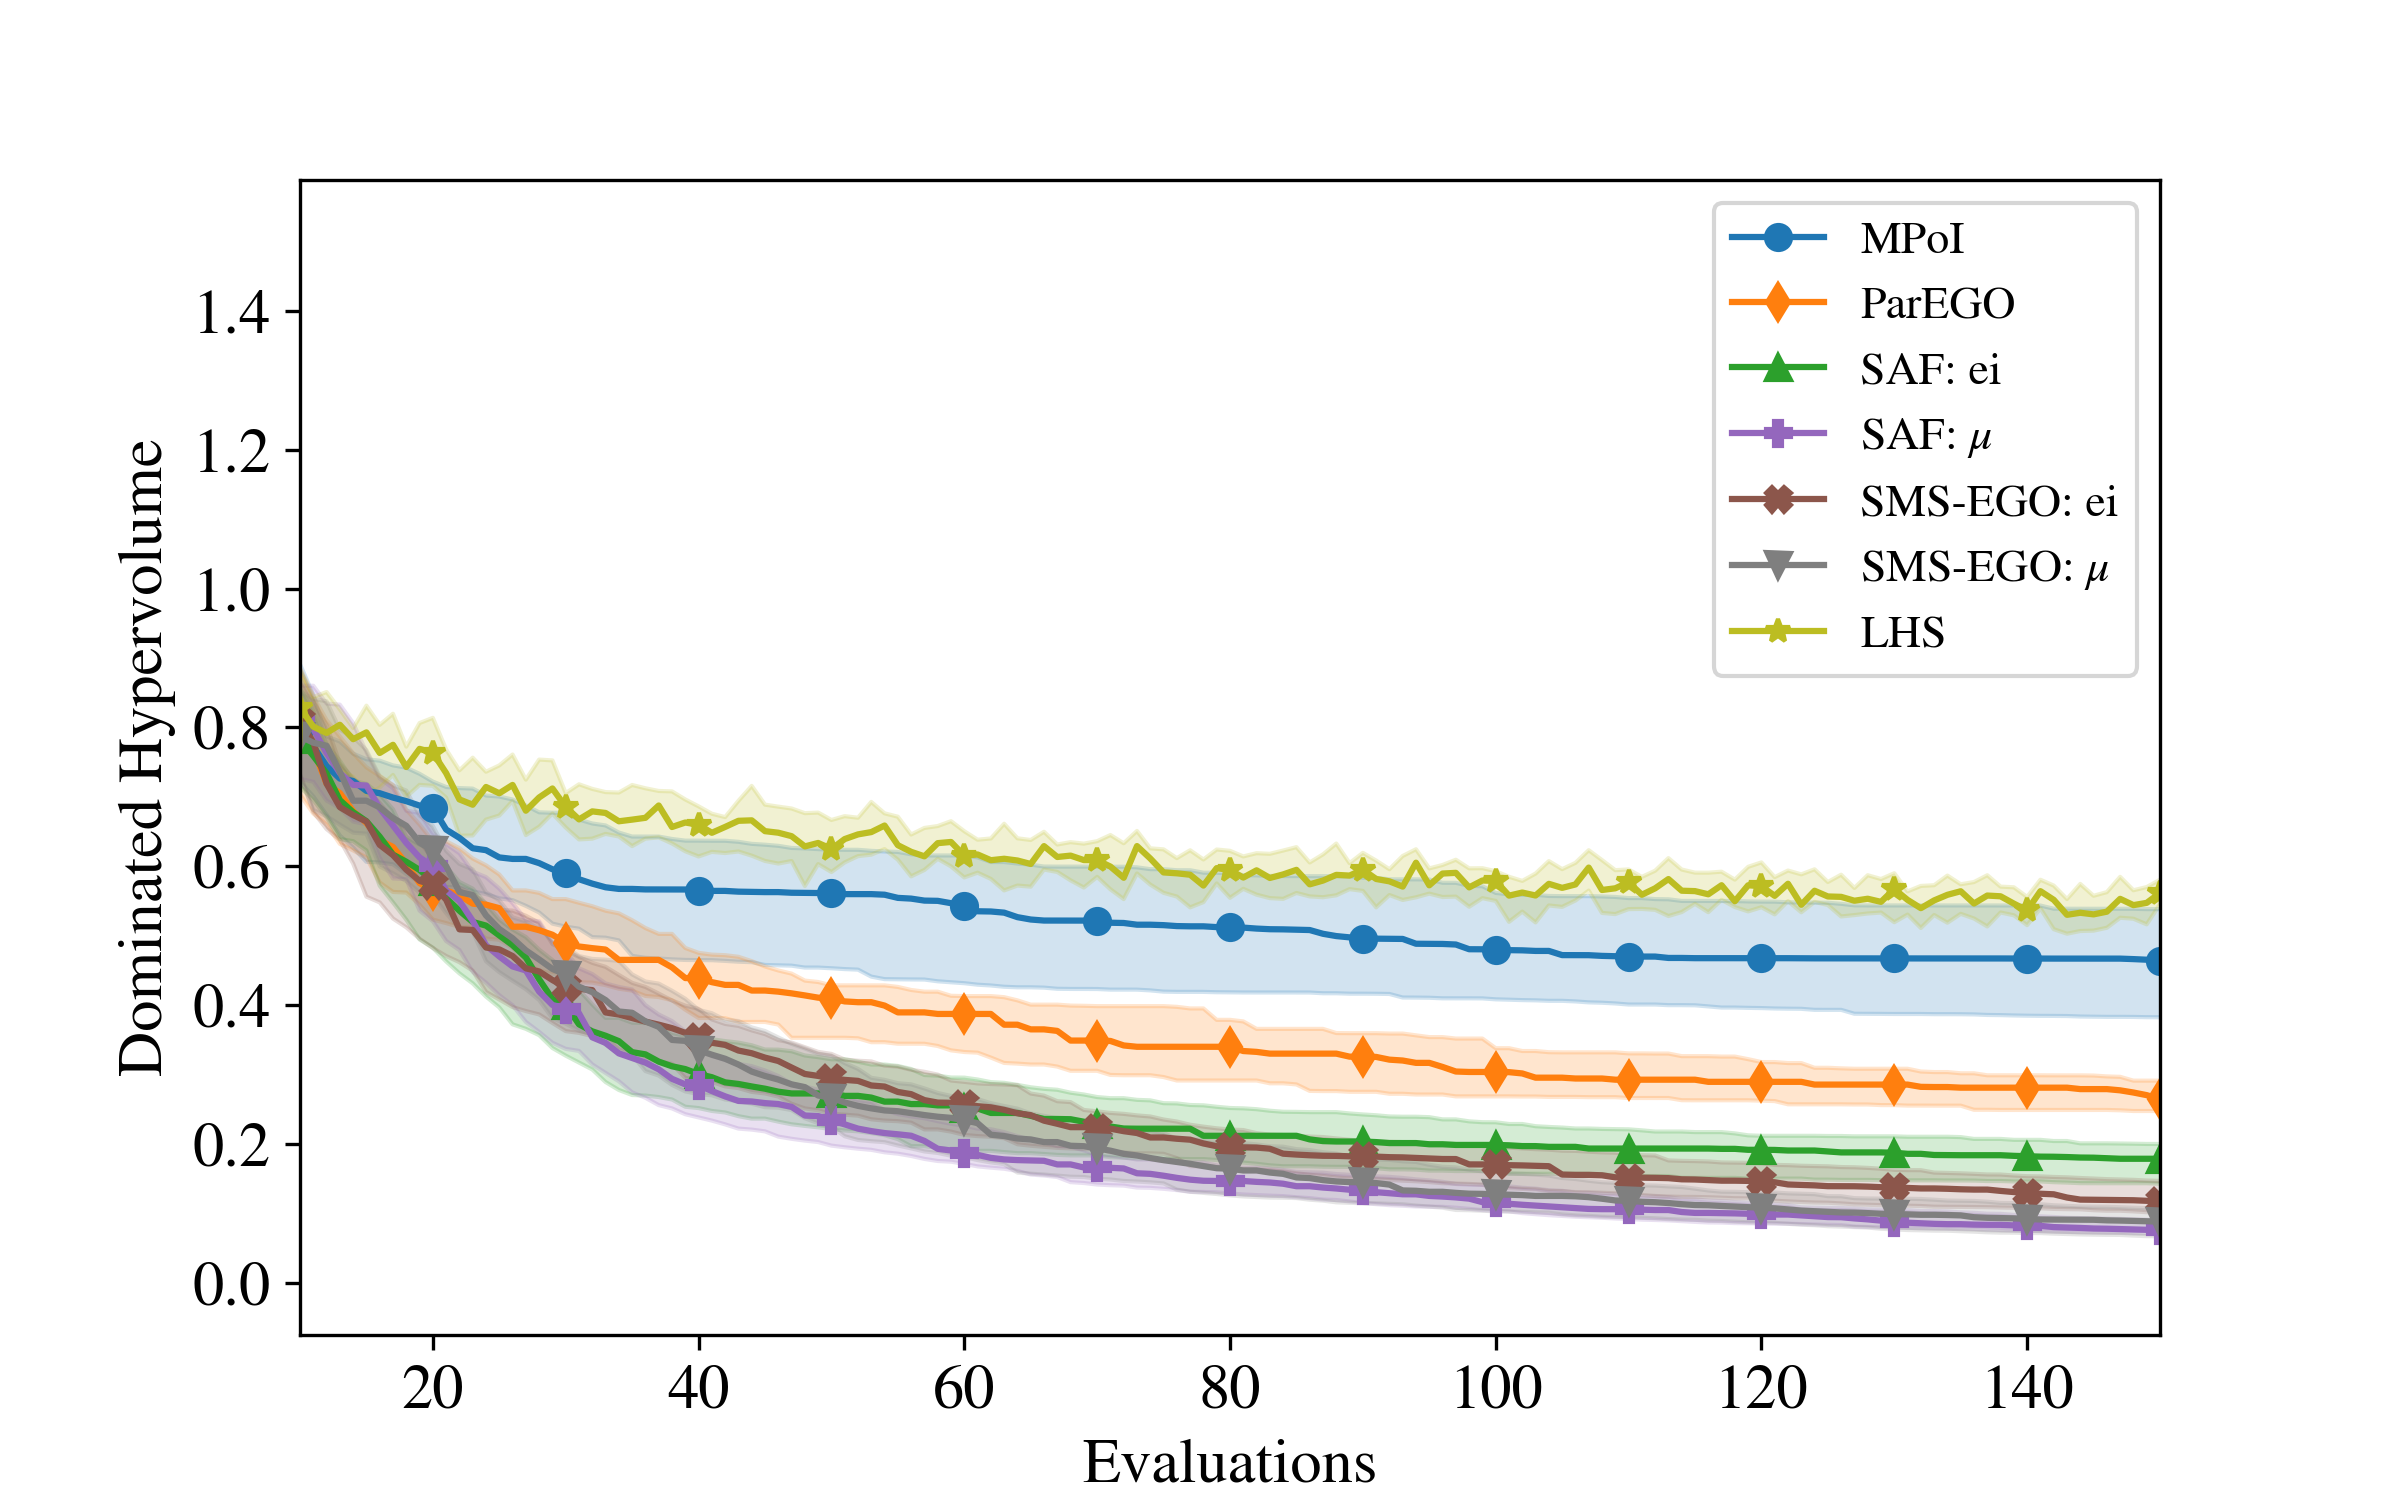 MPoI
ParEGO
SAF: ei
SAF: μ
SMS-EGO: ei
SMS-EGO: μ
LHS
Dominated Hypervolume
1.4
1.2
1.0
0.8
0.6
0.4
0.2
0.0
20 40 60 80 100 120 140
Evaluations